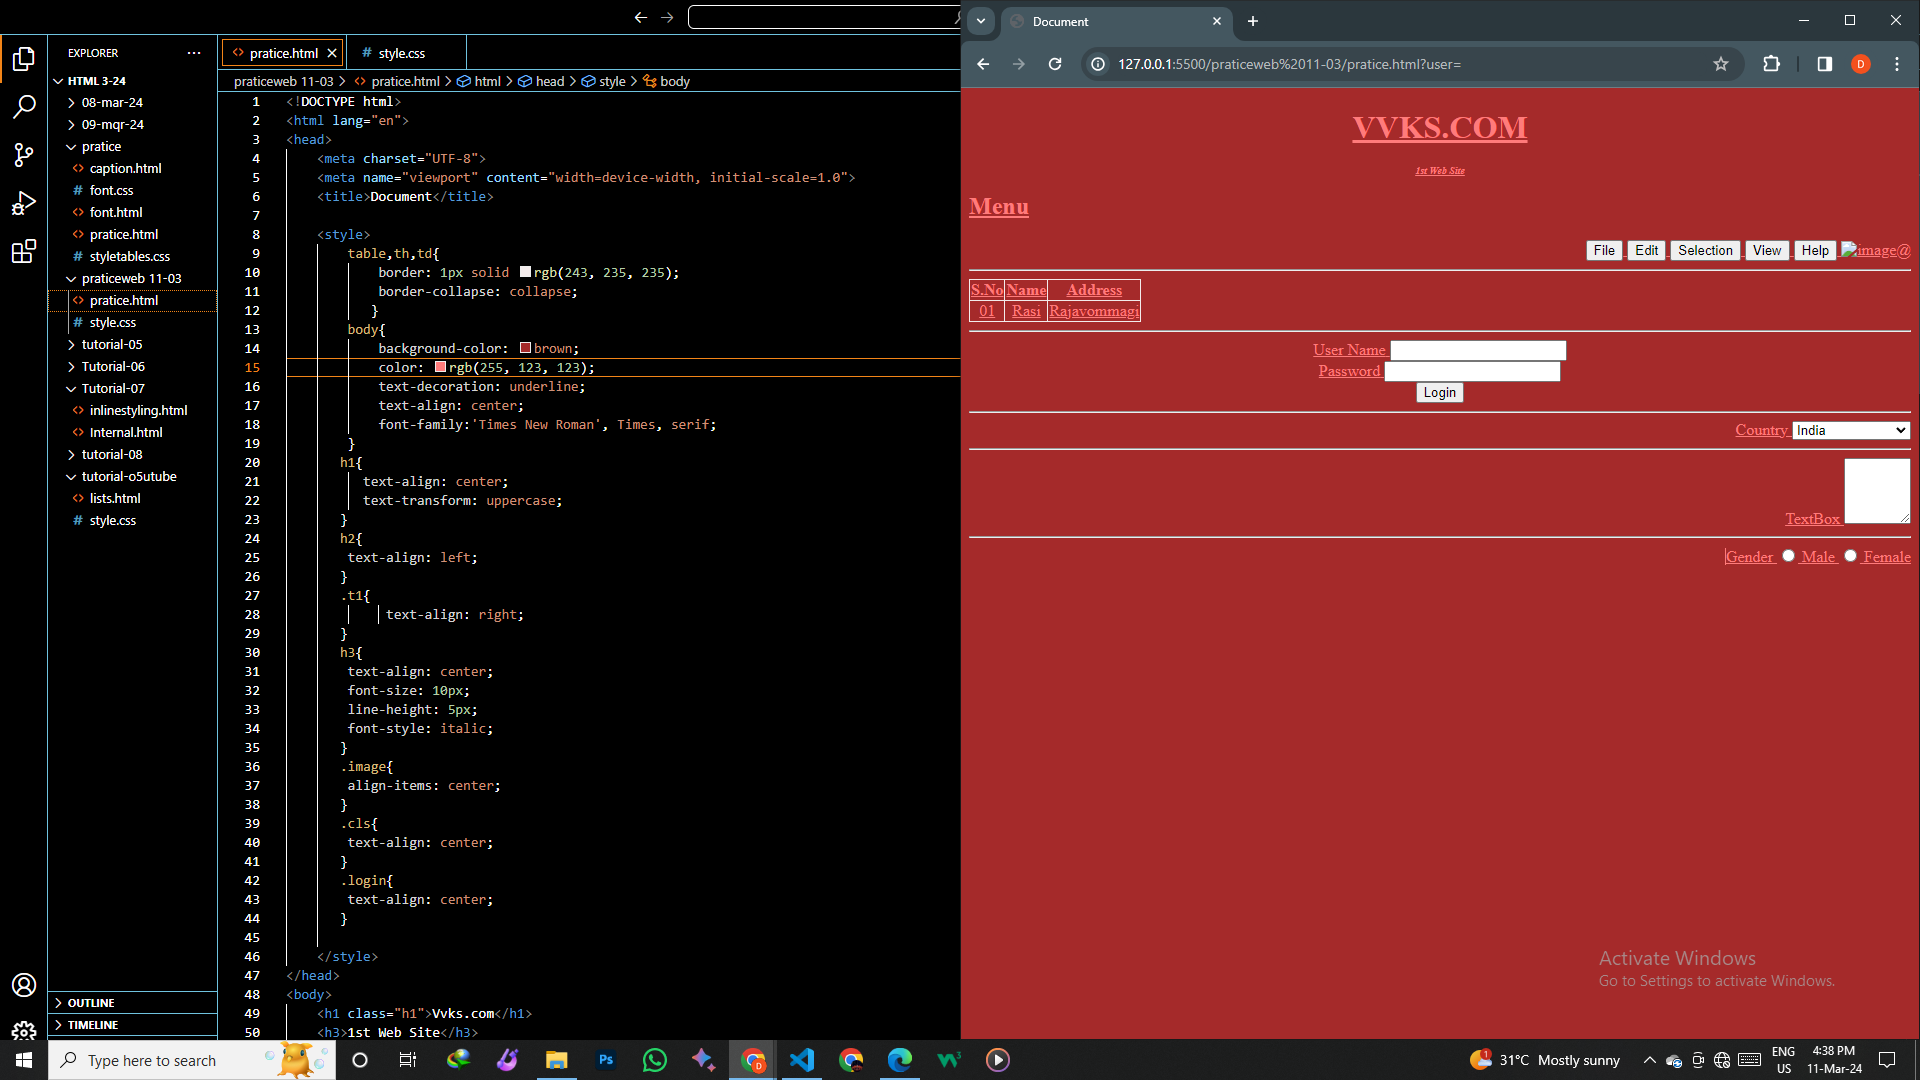 EXPLORER
HTML 3-24
08-mar-24
09-mqr-24
pratice
caption.html
font.css
font.html
pratice.html
styletables.css
praticeweb 11-03
pratice.html
style.css
tutorial-05
Tutorial-06
Tutorial-07
inlinestyling.html
Internal.html
tutorial-08
tutorial-o5utube
lists.html
style.css
OUTLINE
TIMELINE
pratice.html
style.css
praticeweb 11-03 > pratice.html > html > head > style > body
1 <!DOCTYPE html>
2 <html lang="en">
3 <head>
4 <meta charset="UTF-8">
5 <meta name="viewport" content="width=device-width, initial-scale=1.0">
6 <title>Document</title>
7
8 <style>
9 table,th,td{
10 border: 1px solid rgb(243, 235, 235);
11 border-collapse: collapse;
12 }
13 body{
14 background-color: brown;
15 color: rgb(255, 123, 123);
16 text-decoration: underline;
17 text-align: center;
18 font-family:'Times New Roman', Times, serif;
19 }
20 h1{
21 text-align: center;
22 text-transform: uppercase;
23 }
24 h2{
25 text-align: left;
26 }
27 .t1{
28 text-align: right;
29 }
30 h3{
31 text-align: center;
32 font-size: 10px;
33 line-height: 5px;
34 font-style: italic;
35 }
36 .image{
37 align-items: center;
38 }
39 .cls{
40 text-align: center;
41 }
42 .login{
43 text-align: center;
44 }
45
46 </style>
47 </head>
48 <body>
49 <h1 class="h1">Vvks.com</h1>
50 <h3>1st Web Site</h3>
Document
127.0.0.1:5500/praticeweb%2011-03/pratice.html?user=
D
VVKS.COM
1st Web Site
Menu
File Edit Selection View Help image@
S.No Name Address
01 Rasi Rajavommagi
User Name
Password
Login
Country India
TextBox
Gender Male Female
Activate Windows
Go to Settings to activate Windows.
Type here to search
Ps
D
1
31°C Mostly sunny
ENG
US
4:38 PM
11-Mar-24